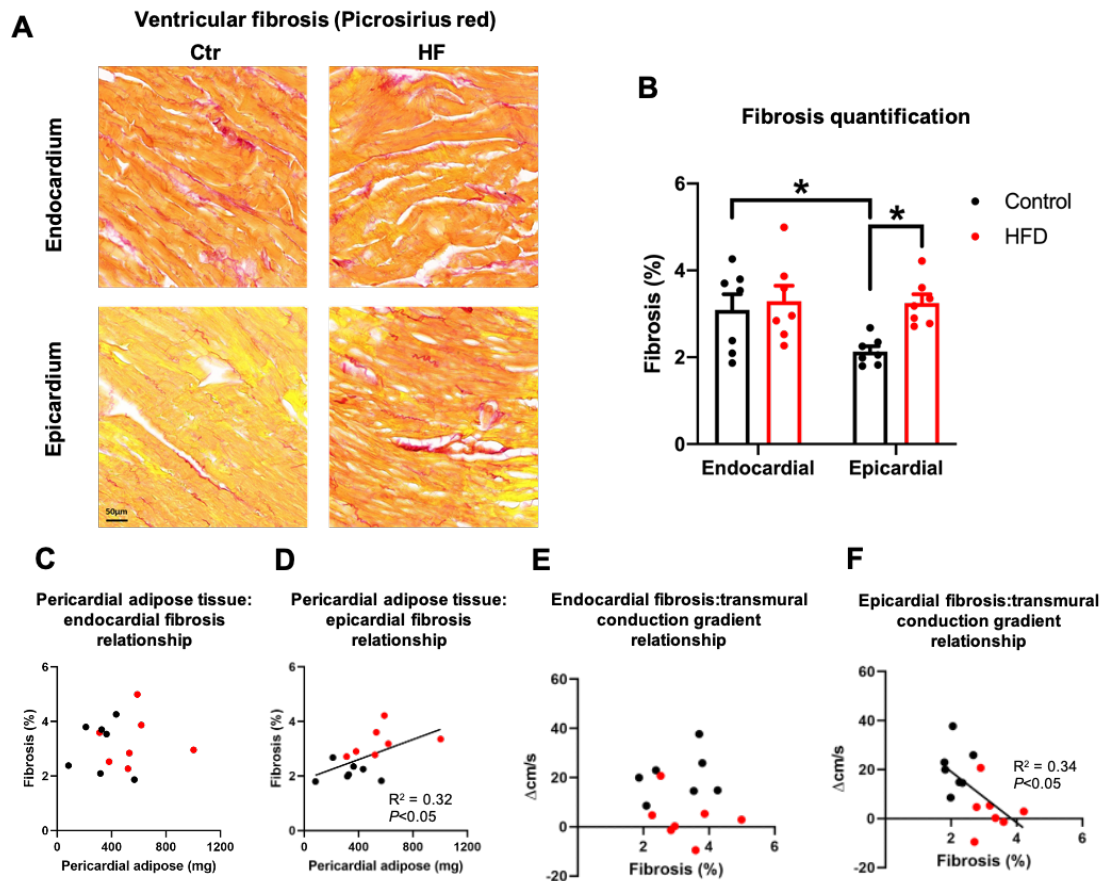 A
Ventricular fibrosis (Picrosirius red)
Ctr
HF
Endocardium
Epicardium
50µm
B
Fibrosis quantification
*
*
Control
HFD
Fibrosis (%)
6
4
2
0
Endocardial
Epicardial
C
Pericardial adipose tissue:
endocardial fibrosis
relationship
Fibrosis (%)
6
4
2
0
0
400
800
1200
Pericardial adipose (mg)
D
Pericardial adipose tissue:
epicardial fibrosis
relationship
Fibrosis (%)
6
4
2
0
R² = 0.32
P<0.05
0
400
800
1200
Pericardial adipose (mg)
E
Endocardial fibrosis:transmural
conduction gradient
relationship
Δcm/s
60
40
20
0
-20
2
4
6
Fibrosis (%)
F
Epicardial fibrosis:transmural
conduction gradient
relationship
Δcm/s
60
40
20
0
-20
R² = 0.34
P<0.05
2
4
6
Fibrosis (%)